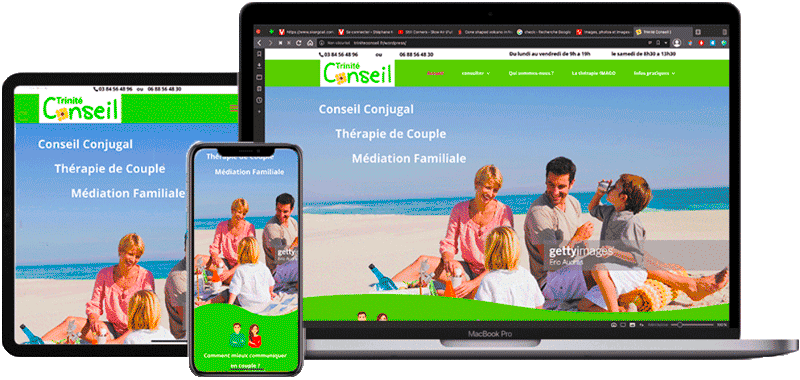 03 84 56 48 96 ou 06 88 56 48 30
Trinité
Conseil
Conseil Conjugal
Thérapie de Couple
Médiation Familiale
Thérapie de Couple
Médiation Familiale
gettyimages
Comment mieux communiquer
en couple ?
03 84 56 48 96 ou 06 88 56 48 30
Du lundi au vendredi de 9h a 19h
le samedi de 8h30 a 13h30
Trinité
Conseil
Accueil
consulter
Qui sommes-nous ?
La thérapie IMAGO
Infos pratiques
Conseil Conjugal
Thérapie de Couple
Médiation Familiale
gettyimages
Eric Audras
MacBook Pro